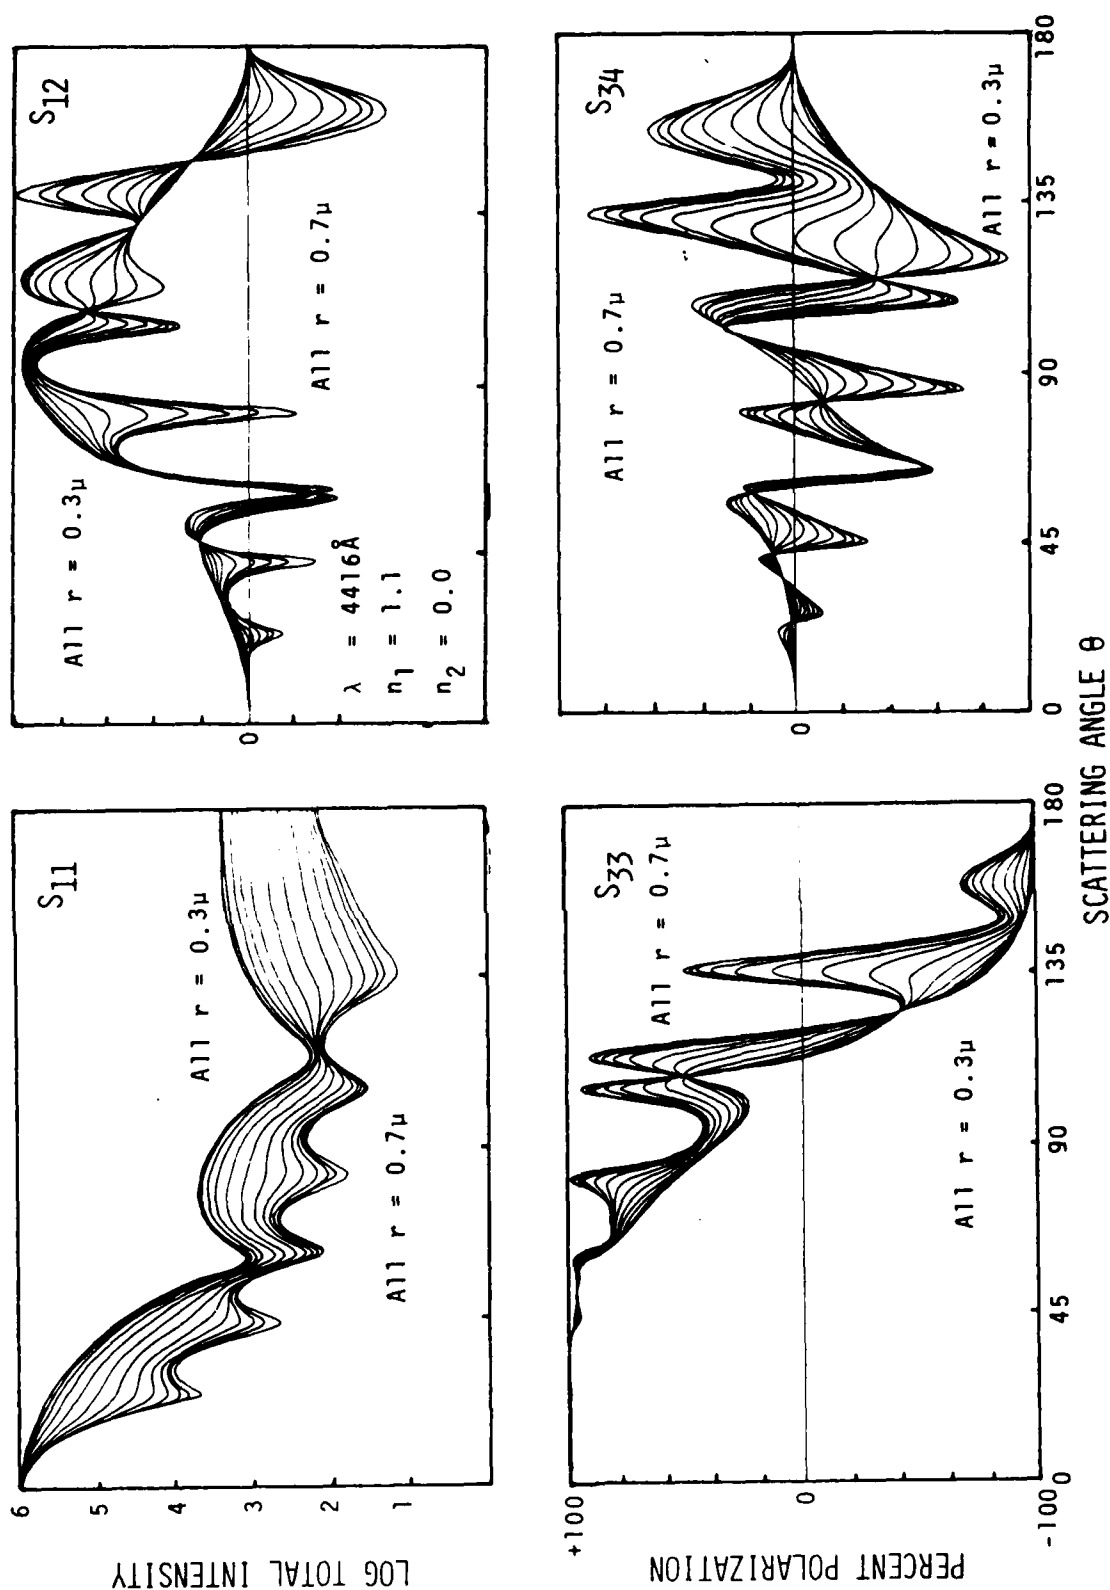 S11
All r = 0.3μ
All r = 0.7μ
6
5
4
3
2
1
LOG TOTAL INTENSITY
S12
All r = 0.3μ
All r = 0.7μ
λ = 4416Å
n1 = 1.1
n2 = 0.0
0
S33
All r = 0.7μ
All r = 0.3μ
+100
0
-100
PERCENT POLARIZATION
0
45
90
135
180
S34
All r = 0.7μ
All r = 0.3μ
0
0
45
90
135
180
SCATTERING ANGLE θ